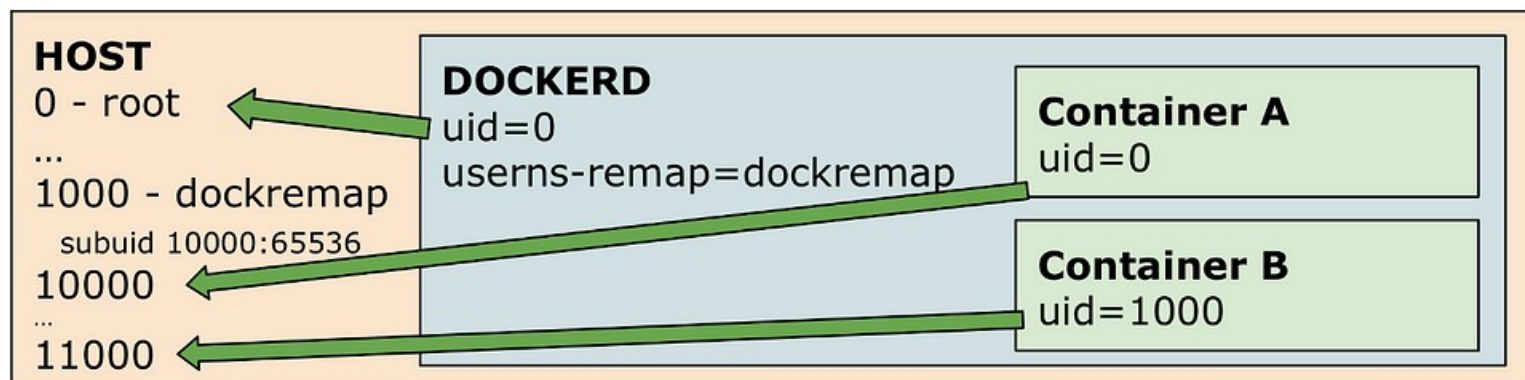 HOST
0 - root
...
1000 - dockremap
subuid 10000:65536
10000
...
11000
DOCKERD
uid=0
userns-remap=dockremap
Container A
uid=0
Container B
uid=1000